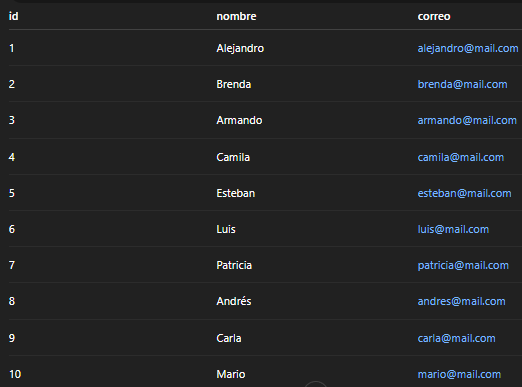 id nombre correo
1 Alejandro alejandro@mail.com
2 Brenda brenda@mail.com
3 Armando armando@mail.com
4 Camila camila@mail.com
5 Esteban esteban@mail.com
6 Luis luis@mail.com
7 Patricia patricia@mail.com
8 Andrés andres@mail.com
9 Carla carla@mail.com
10 Mario mario@mail.com